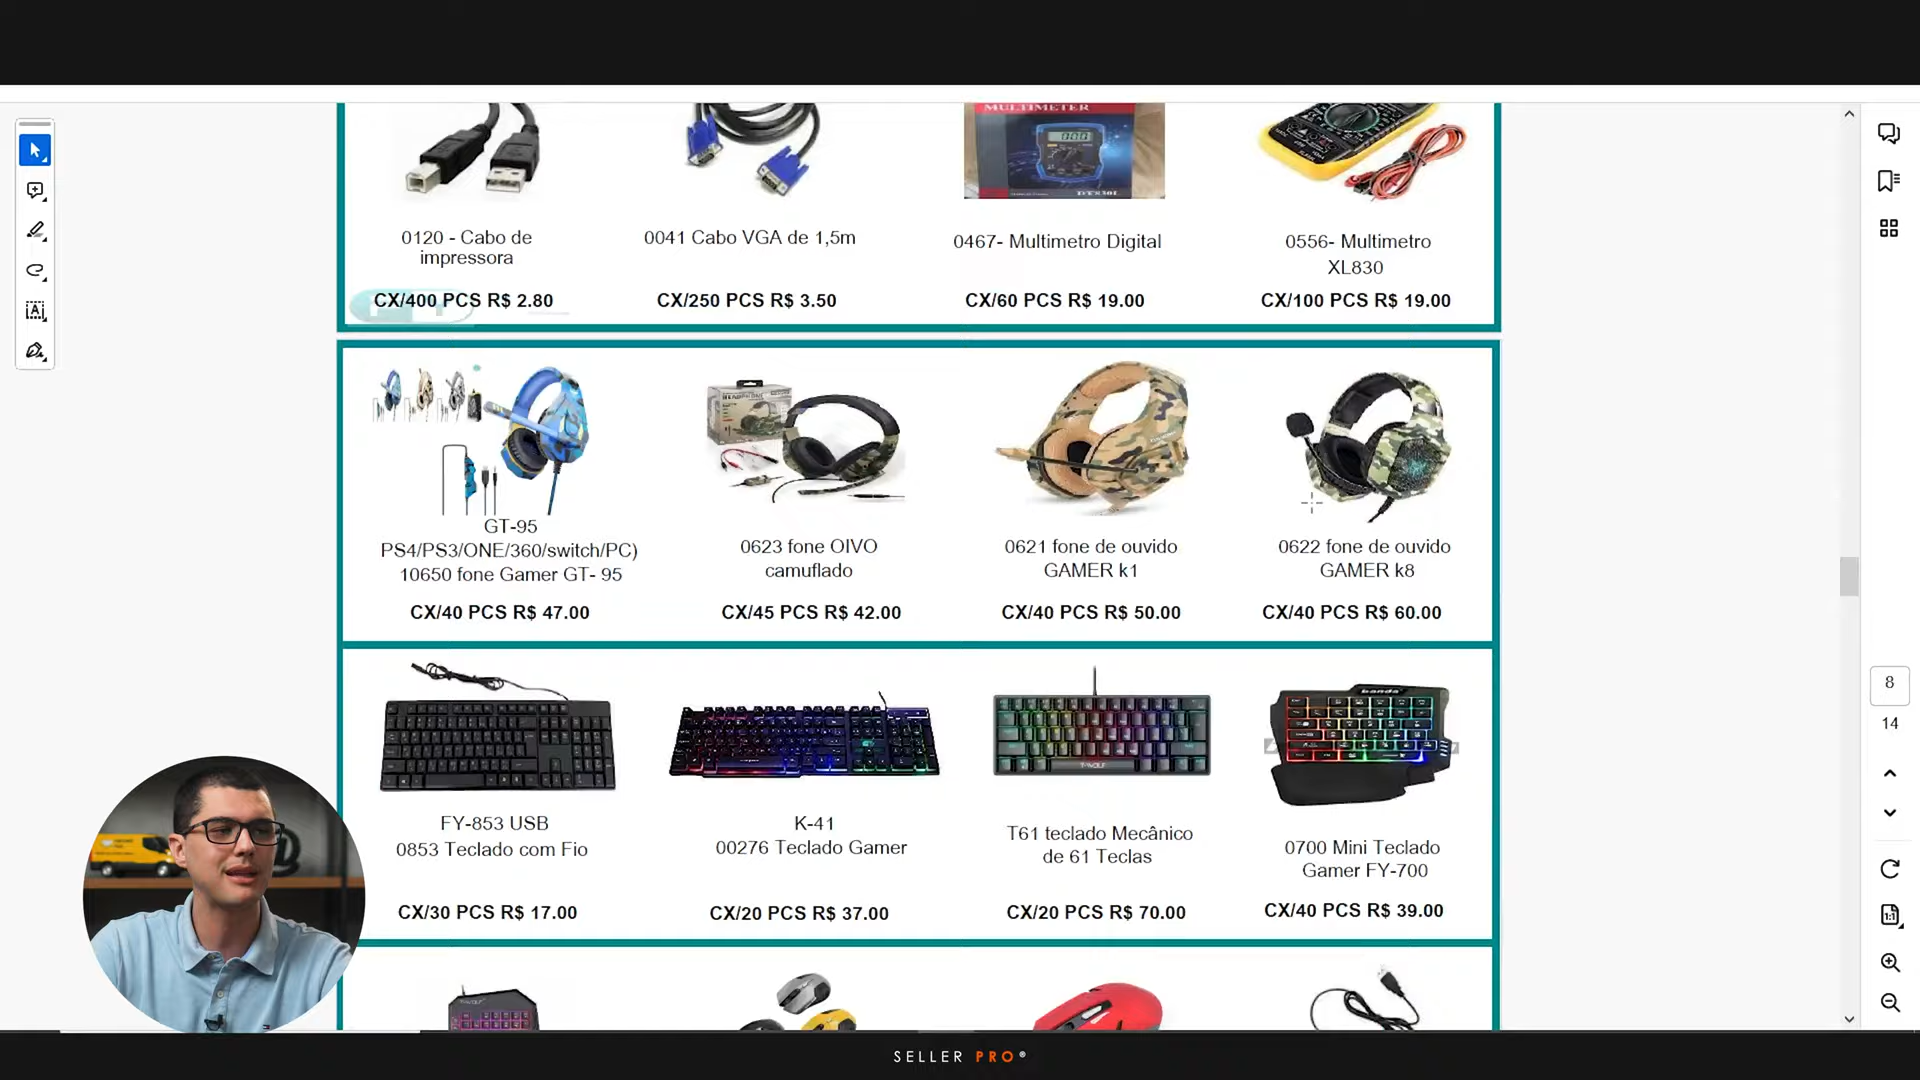 MULTIMETER
0120 - Cabo de
impressora
CX/400 PCS R$ 2.80
0041 Cabo VGA de 1,5m
CX/250 PCS R$ 3.50
0467- Multimetro Digital
CX/60 PCS R$ 19.00
0556- Multimetro
XL830
CX/100 PCS R$ 19.00
GT-95
PS4/PS3/ONE/360/switch/PC)
10650 fone Gamer GT- 95
CX/40 PCS R$ 47.00
0623 fone OIVO
camuflado
CX/45 PCS R$ 42.00
0621 fone de ouvido
GAMER k1
CX/40 PCS R$ 50.00
0622 fone de ouvido
GAMER k8
CX/40 PCS R$ 60.00
FY-853 USB
0853 Teclado com Fio
CX/30 PCS R$ 17.00
K-41
00276 Teclado Gamer
CX/20 PCS R$ 37.00
T61 teclado Mecânico
de 61 Teclas
CX/20 PCS R$ 70.00
banda
0700 Mini Teclado
Gamer FY-700
CX/40 PCS R$ 39.00
8
14
SELLER PRO®